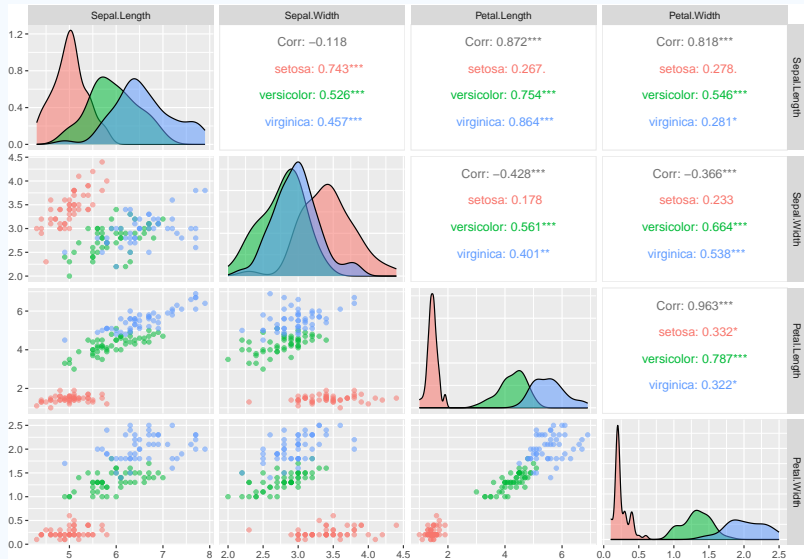 Sepal.Length Sepal.Width Petal.Length Petal.Width
Corr: −0.118
setosa: 0.743***
versicolor: 0.526***
virginica: 0.457***
Corr: 0.872***
setosa: 0.267.
versicolor: 0.754***
virginica: 0.864***
Corr: 0.818***
setosa: 0.278.
versicolor: 0.546***
virginica: 0.281*
Sepal.Length
1.2
0.8
0.4
0.0
Corr: −0.428***
setosa: 0.178
versicolor: 0.561***
virginica: 0.401**
Corr: −0.366***
setosa: 0.233
versicolor: 0.664***
virginica: 0.538***
Sepal.Width
4.5
4.0
3.5
3.0
2.5
2.0
Corr: 0.963***
setosa: 0.332*
versicolor: 0.787***
virginica: 0.322*
Petal.Length
6
4
2
Petal.Width
2.5
2.0
1.5
1.0
0.5
0.0
5 6 7 8 2.0 2.5 3.0 3.5 4.0 4.5 2 4 6 0.0 0.5 1.0 1.5 2.0 2.5